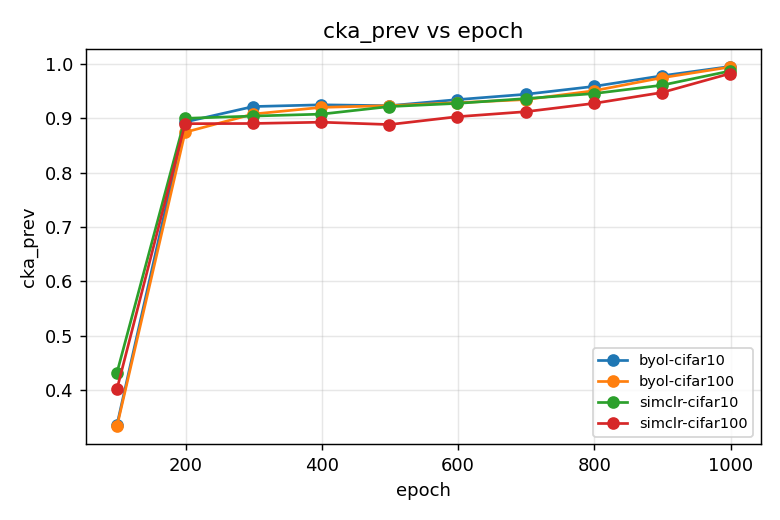 cka_prev vs epoch
1.0
0.9
0.8
0.7
0.6
0.5
0.4
cka_prev
byol-cifar10
byol-cifar100
simclr-cifar10
simclr-cifar100
200 400 600 800 1000
epoch